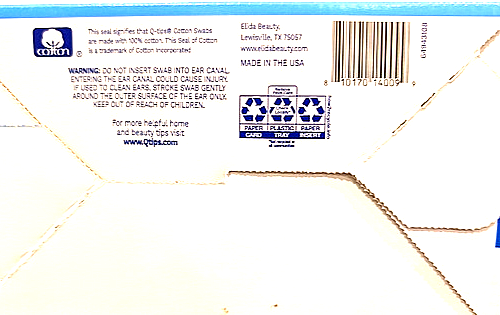 cotton
This seal signifies that Q-tips® Cotton Swabs
are made with 100% cotton. This Seal of Cotton
is a trademark of Cotton Incorporated
WARNING: DO NOT INSERT SWAB INTO EAR CANAL.
ENTERING THE EAR CANAL COULD CAUSE INJURY.
IF USED TO CLEAN EARS, STROKE SWAB GENTLY
AROUND THE OUTER SURFACE OF THE EAR ONLY.
KEEP OUT OF REACH OF CHILDREN.
For more helpful home
and beauty tips visit
www.Qtips.com
Elida Beauty,
Lewisville, TX 75057
www.elidabeauty.com
MADE IN THE USA
8 10170 14009
PAPER PLASTIC PAPER
CARD TRAY INSERT